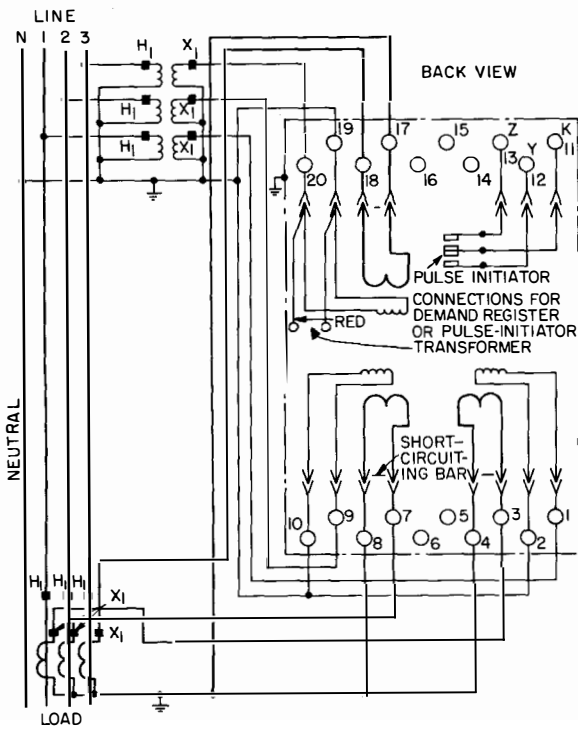 LINE
N 1 2 3
H1 X1
BACK VIEW
H1 X1
H1 X1
19 17 15 Z K
13 11
Y
20 18 16 14 12
PULSE INITIATOR
CONNECTIONS FOR
DEMAND REGISTER
OR PULSE-INITIATOR
TRANSFORMER
RED
NEUTRAL
SHORT-
CIRCUIT-
ING BAR
10 9 8 7 6 5 4 3 2 1
H1 H1 H1 X1
X1
LOAD